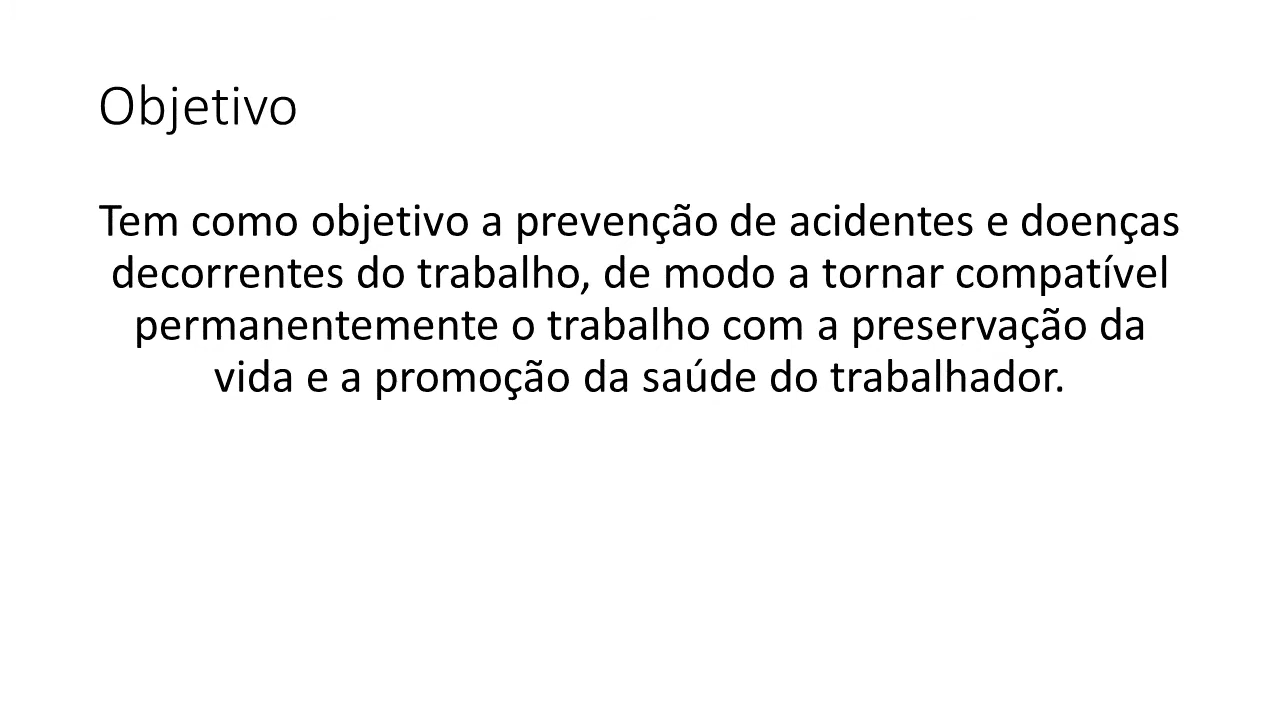 Objetivo
Tem como objetivo a prevenção de acidentes e doenças
decorrentes do trabalho, de modo a tornar compatível
permanentemente o trabalho com a preservação da
vida e a promoção da saúde do trabalhador.